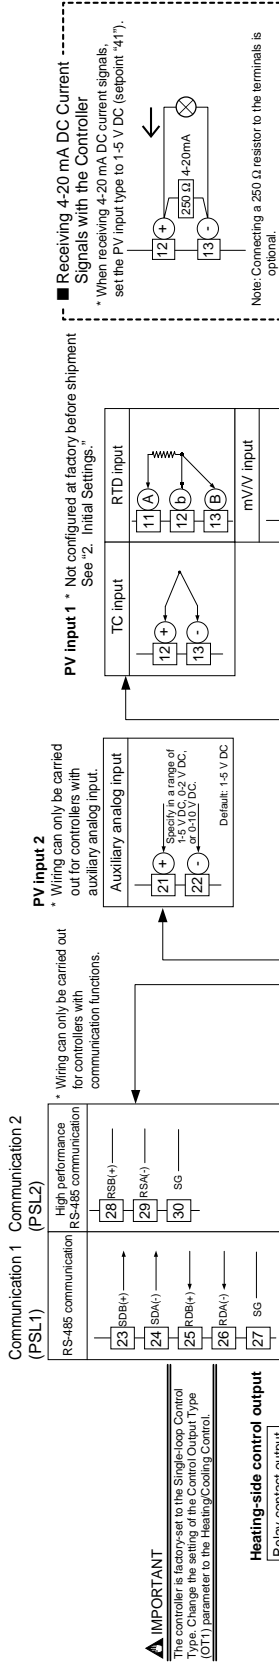 Communication 1
(PSL1)
Communication 2
(PSL2)
RS-485 communication
High performance
RS-485 communication
23 SDB(+)
24 SDA(-)
25 RDB(+)
26 RDA(-)
27 SG
28 RSB(+)
29 RSA(-)
30 SG
* Wiring can only be carried out
for controllers with
communication functions.
IMPORTANT
The controller is factory-set to the Single-loop Control
Type. Change the setting of the Control Output Type
(OT1) parameter to the Heating/Cooling Control.
Heating-side control output
Relay contact output
PV input 2
* Wiring can only be carried
out for controllers with
auxiliary analog input.
Auxiliary analog input
21 +
22 -
Specify in a range of
1-5 V DC, 0-2 V DC,
or 0-10 VDC.
Default: 1-5 V DC
PV input 1 * Not configured at factory before shipment
See “2. Initial Settings.”
TC input
12 +
13 -
RTD input
11 A
12 b
13 B
mV/V input
■ Receiving 4-20 mA DC Current
Signals with the Controller
* When receiving 4-20 mA DC current signals,
set the PV input type to 1-5 V DC (setpoint “41”).
12 +
13 -
250 Ω 4-20mA
Note: Connecting a 250 Ω resistor to the terminals is
optional.